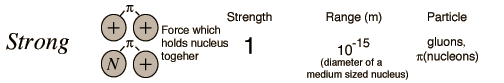 Strong
π
+ +
π
N +
Force which
holds nucleus
togeher
Strength
1
Range (m)
10-15
(diameter of a
medium sized nucleus)
Particle
gluons,
π(nucleons)